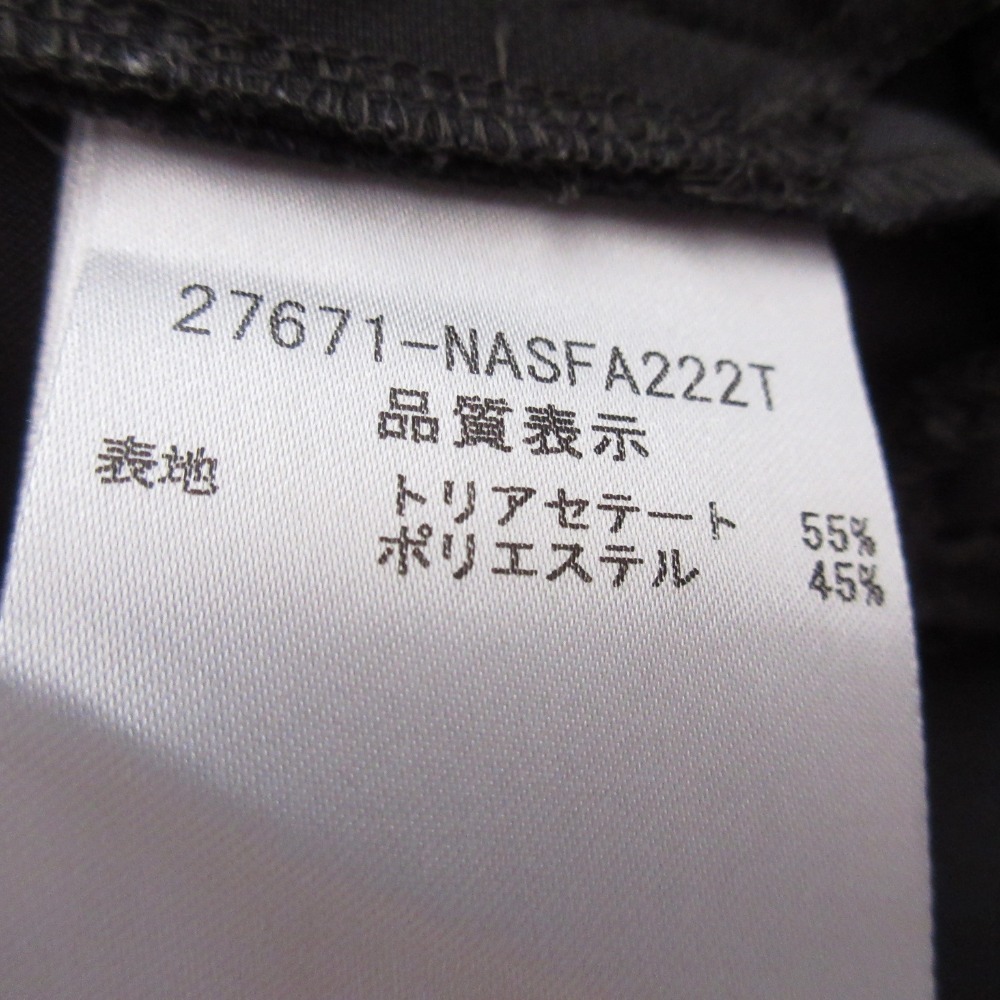 27671-NASFA222T
品質表示
表地 トリアセテート 55%
ポリエステル 45%